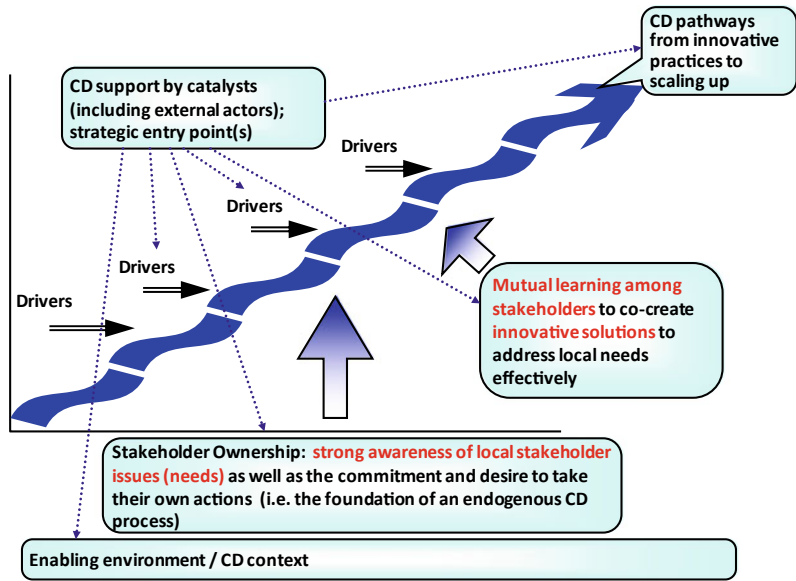 CD pathways
from innovative
practices to
scaling up
CD support by catalysts
(including external actors);
strategic entry point(s)
Drivers
Drivers
Drivers
Drivers
Mutual learning among
stakeholders to co-create
innovative solutions to
address local needs
effectively
Stakeholder Ownership: strong awareness of local stakeholder
issues (needs) as well as the commitment and desire to take
their own actions (i.e. the foundation of an endogenous CD
process)
Enabling environment / CD context